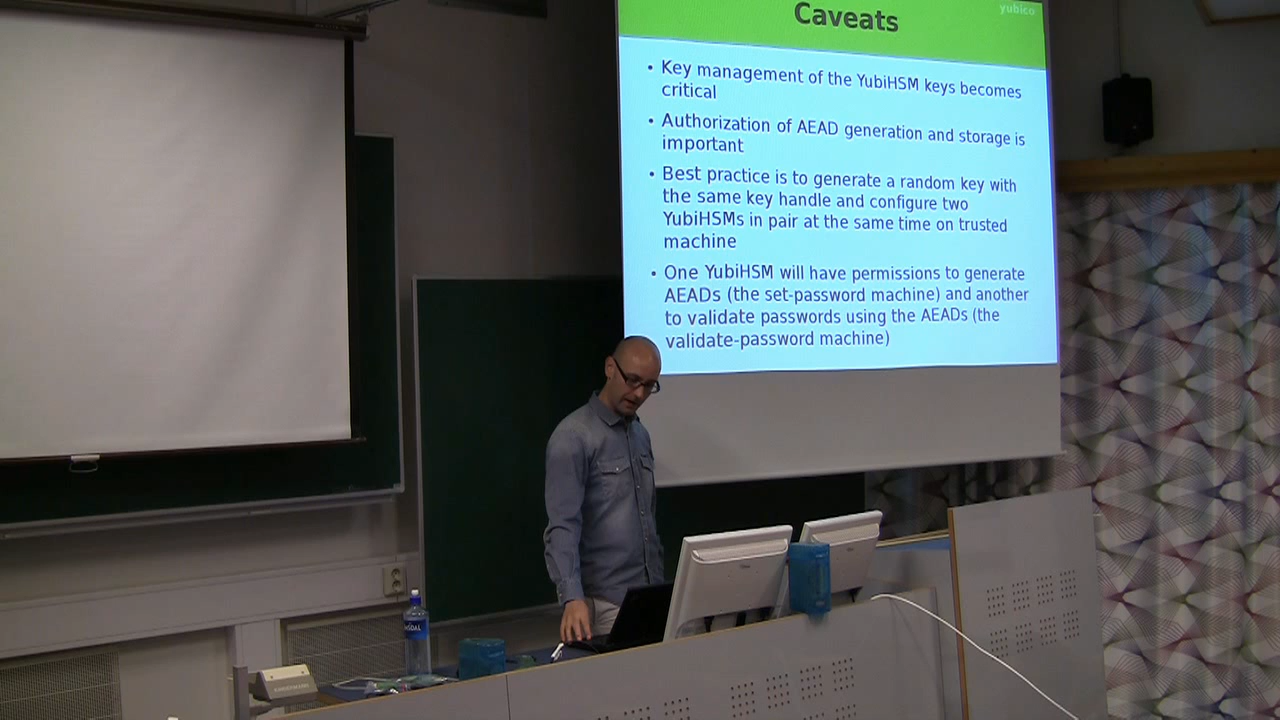 yubico
Caveats
• Key management of the YubiHSM keys becomes
critical
• Authorization of AEAD generation and storage is
important
• Best practice is to generate a random key with
the same key handle and configure two
YubiHSMs in pair at the same time on trusted
machine
• One YubiHSM will have permissions to generate
AEADs (the set-password machine) and another
to validate passwords using the AEADs (the
validate-password machine)